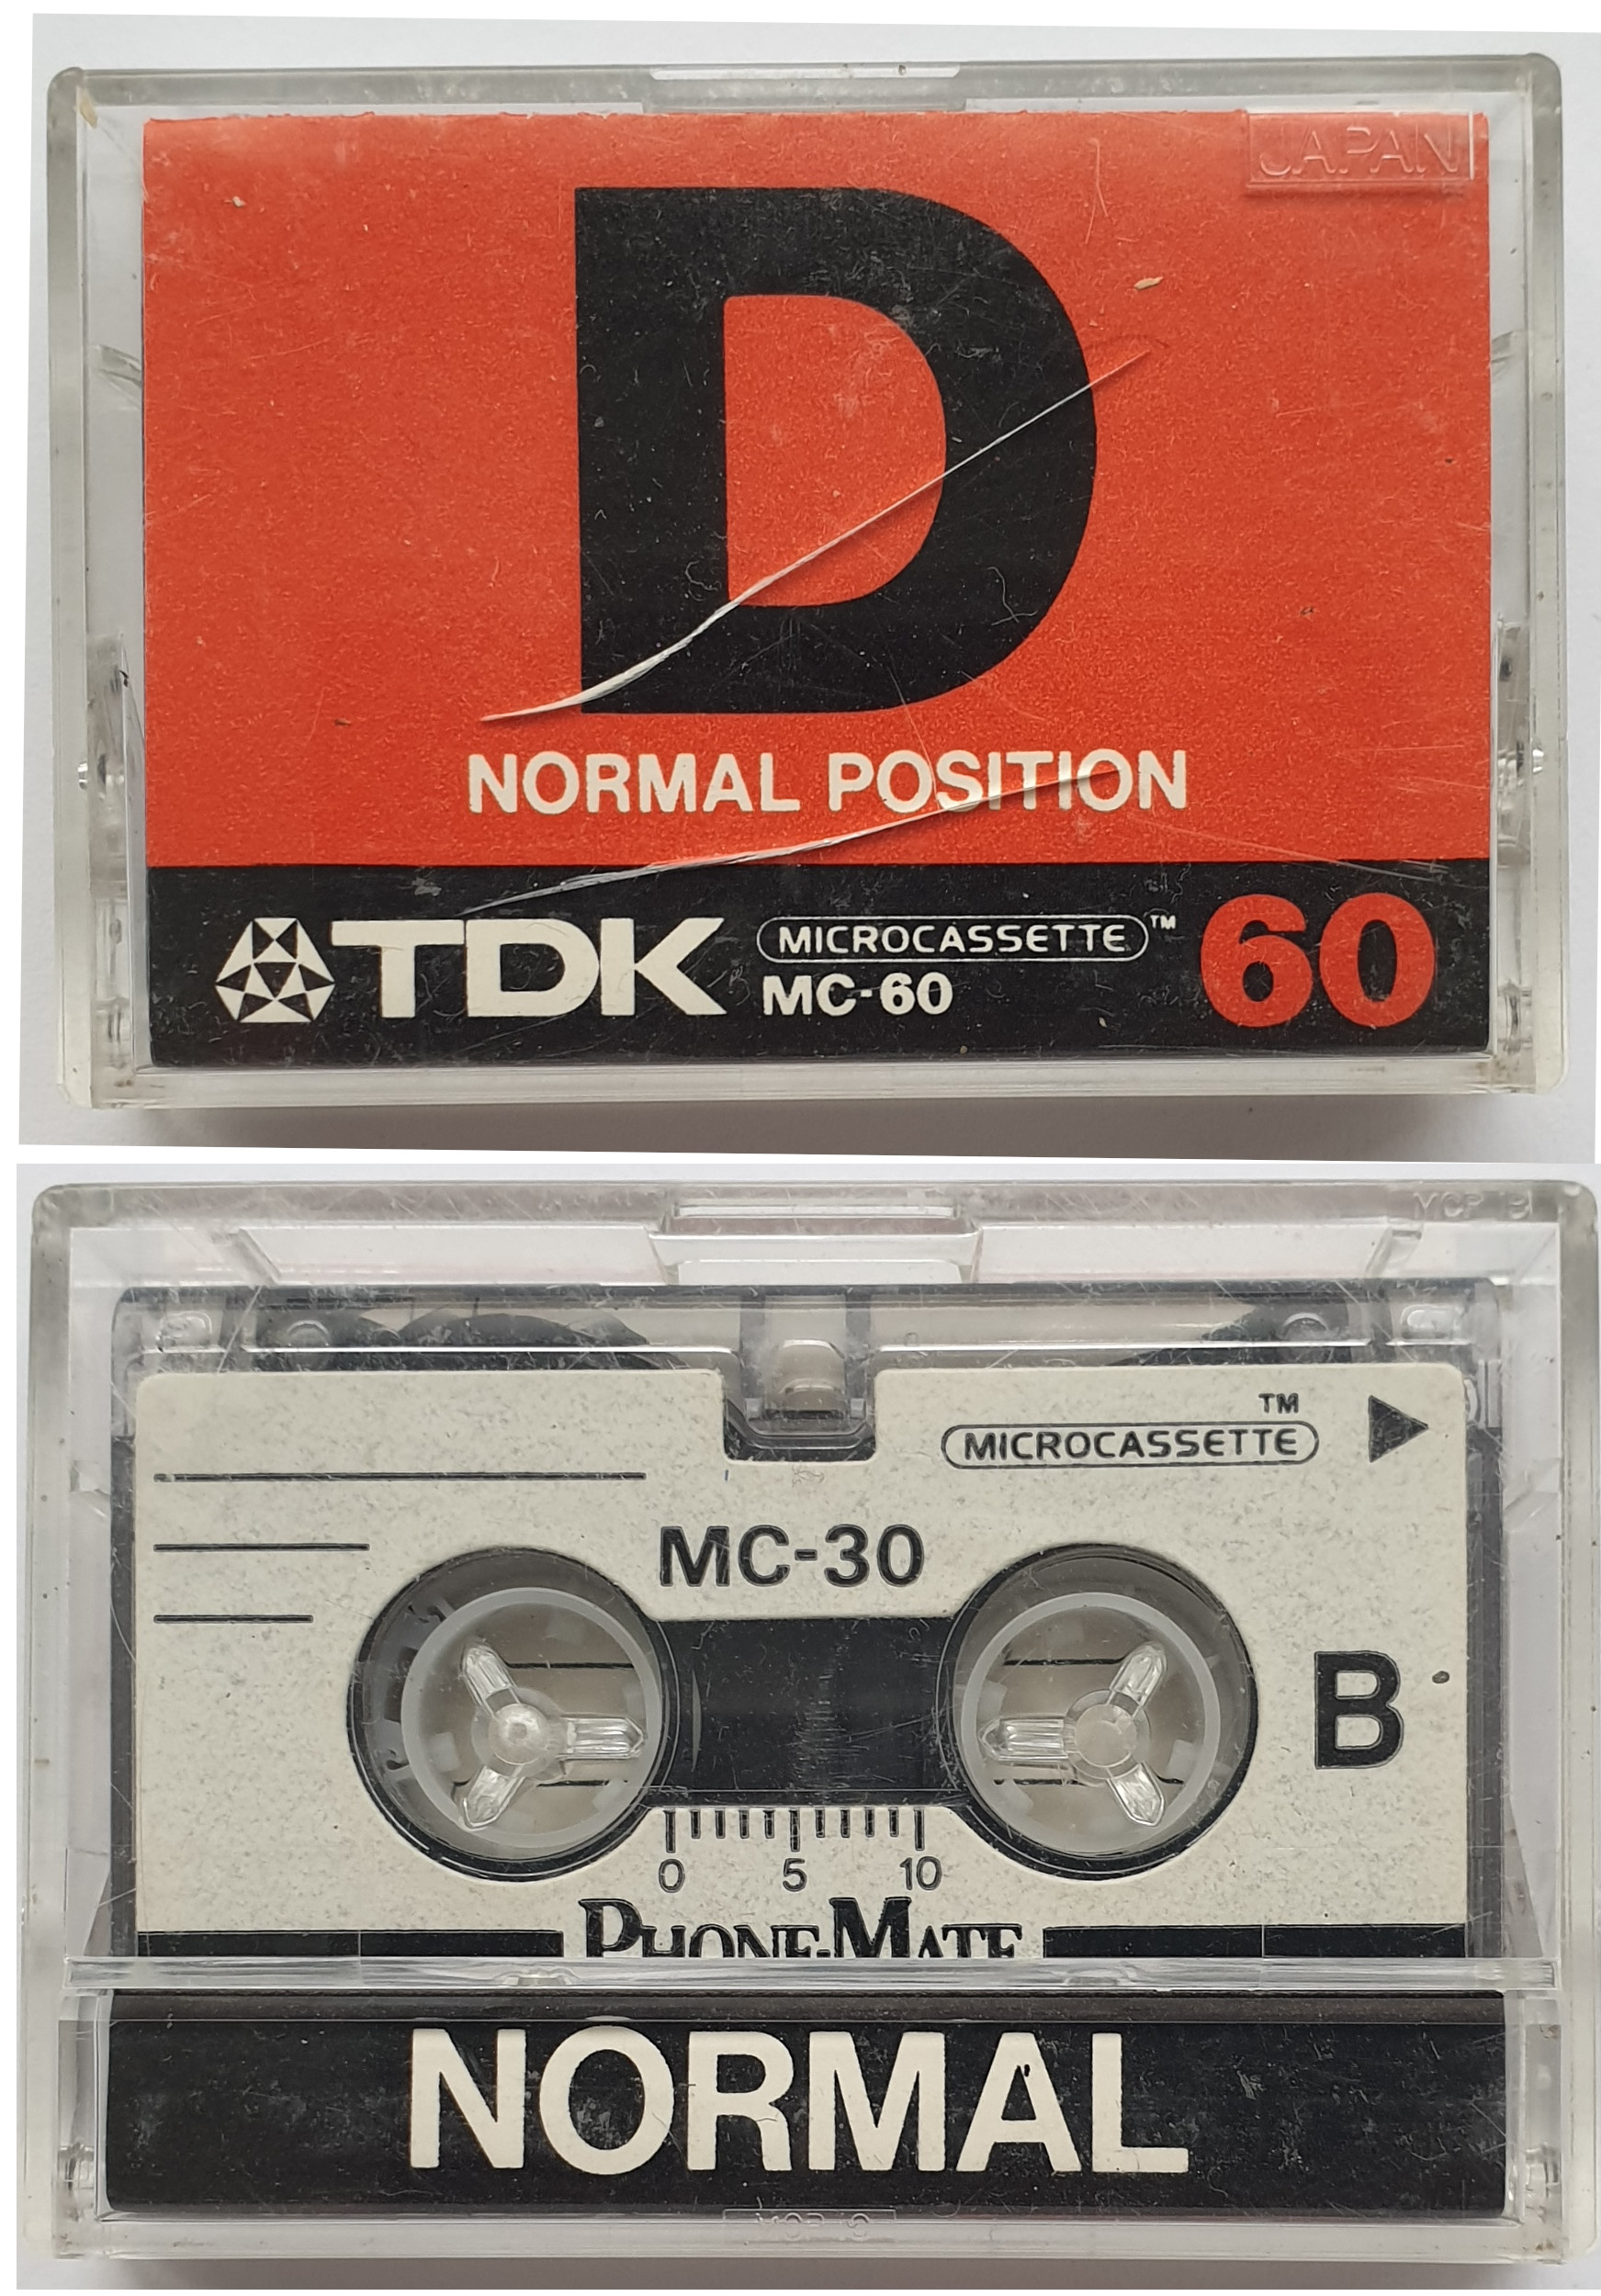 JAPAN
D
NORMAL POSITION
TDK MICROCASSETTE™ 60
MC-60
TM
MICROCASSETTE
MC-30
B
0 5 10
PHONE-MATE
NORMAL